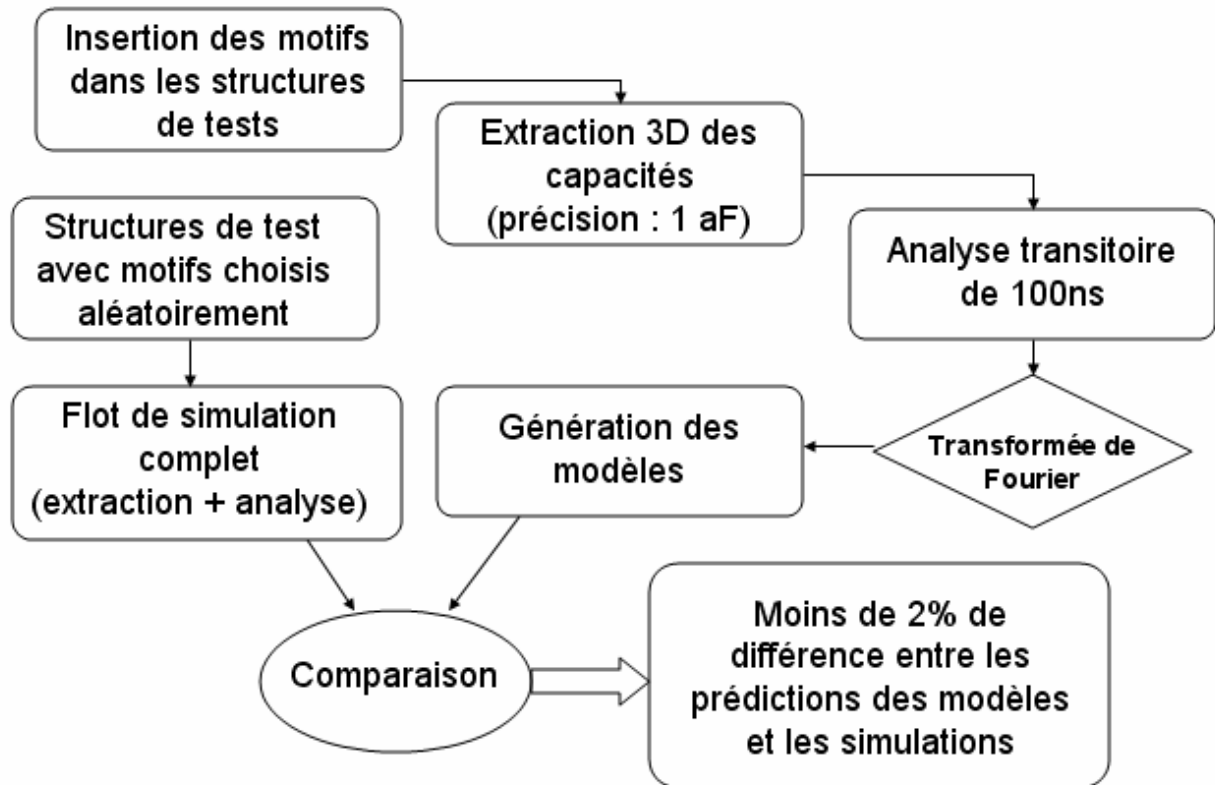 Insertion des motifs
dans les structures
de tests
Extraction 3D des
capacités
(précision : 1 aF)
Analyse transitoire
de 100ns
Structures de test
avec motifs choisis
aléatoirement
Flot de simulation
complet
(extraction + analyse)
Génération des
modèles
Transformée de
Fourier
Comparaison
Moins de 2% de
différence entre les
prédictions des modèles
et les simulations